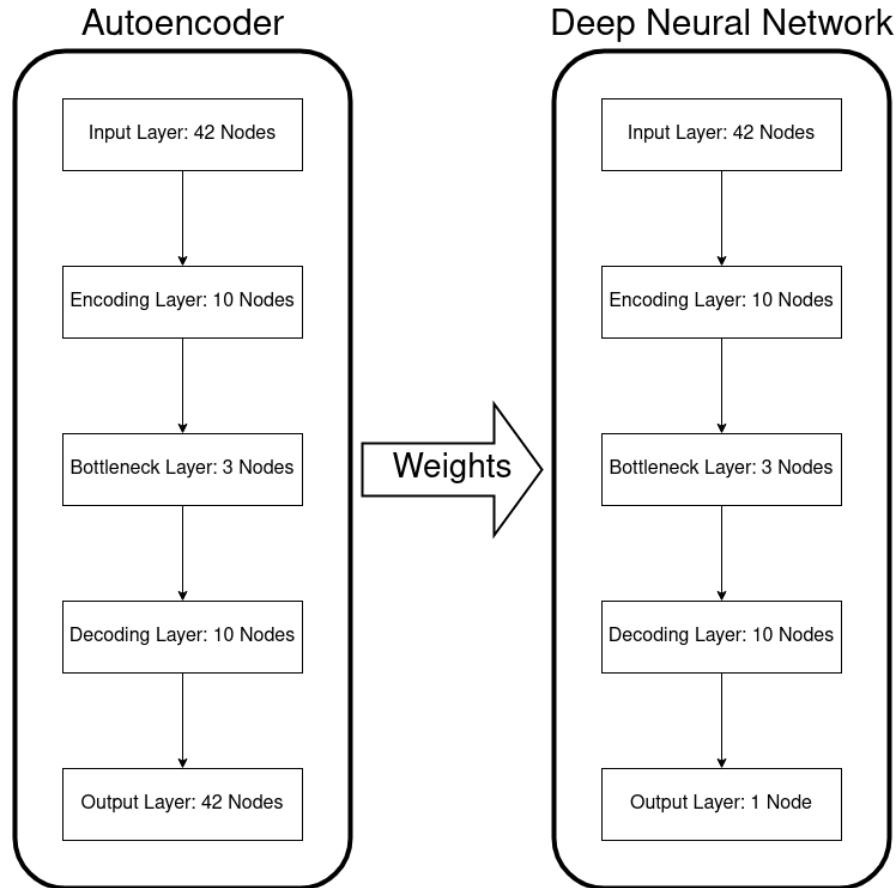 Autoencoder
Input Layer: 42 Nodes
Encoding Layer: 10 Nodes
Bottleneck Layer: 3 Nodes
Decoding Layer: 10 Nodes
Output Layer: 42 Nodes
Weights
Deep Neural Network
Input Layer: 42 Nodes
Encoding Layer: 10 Nodes
Bottleneck Layer: 3 Nodes
Decoding Layer: 10 Nodes
Output Layer: 1 Node